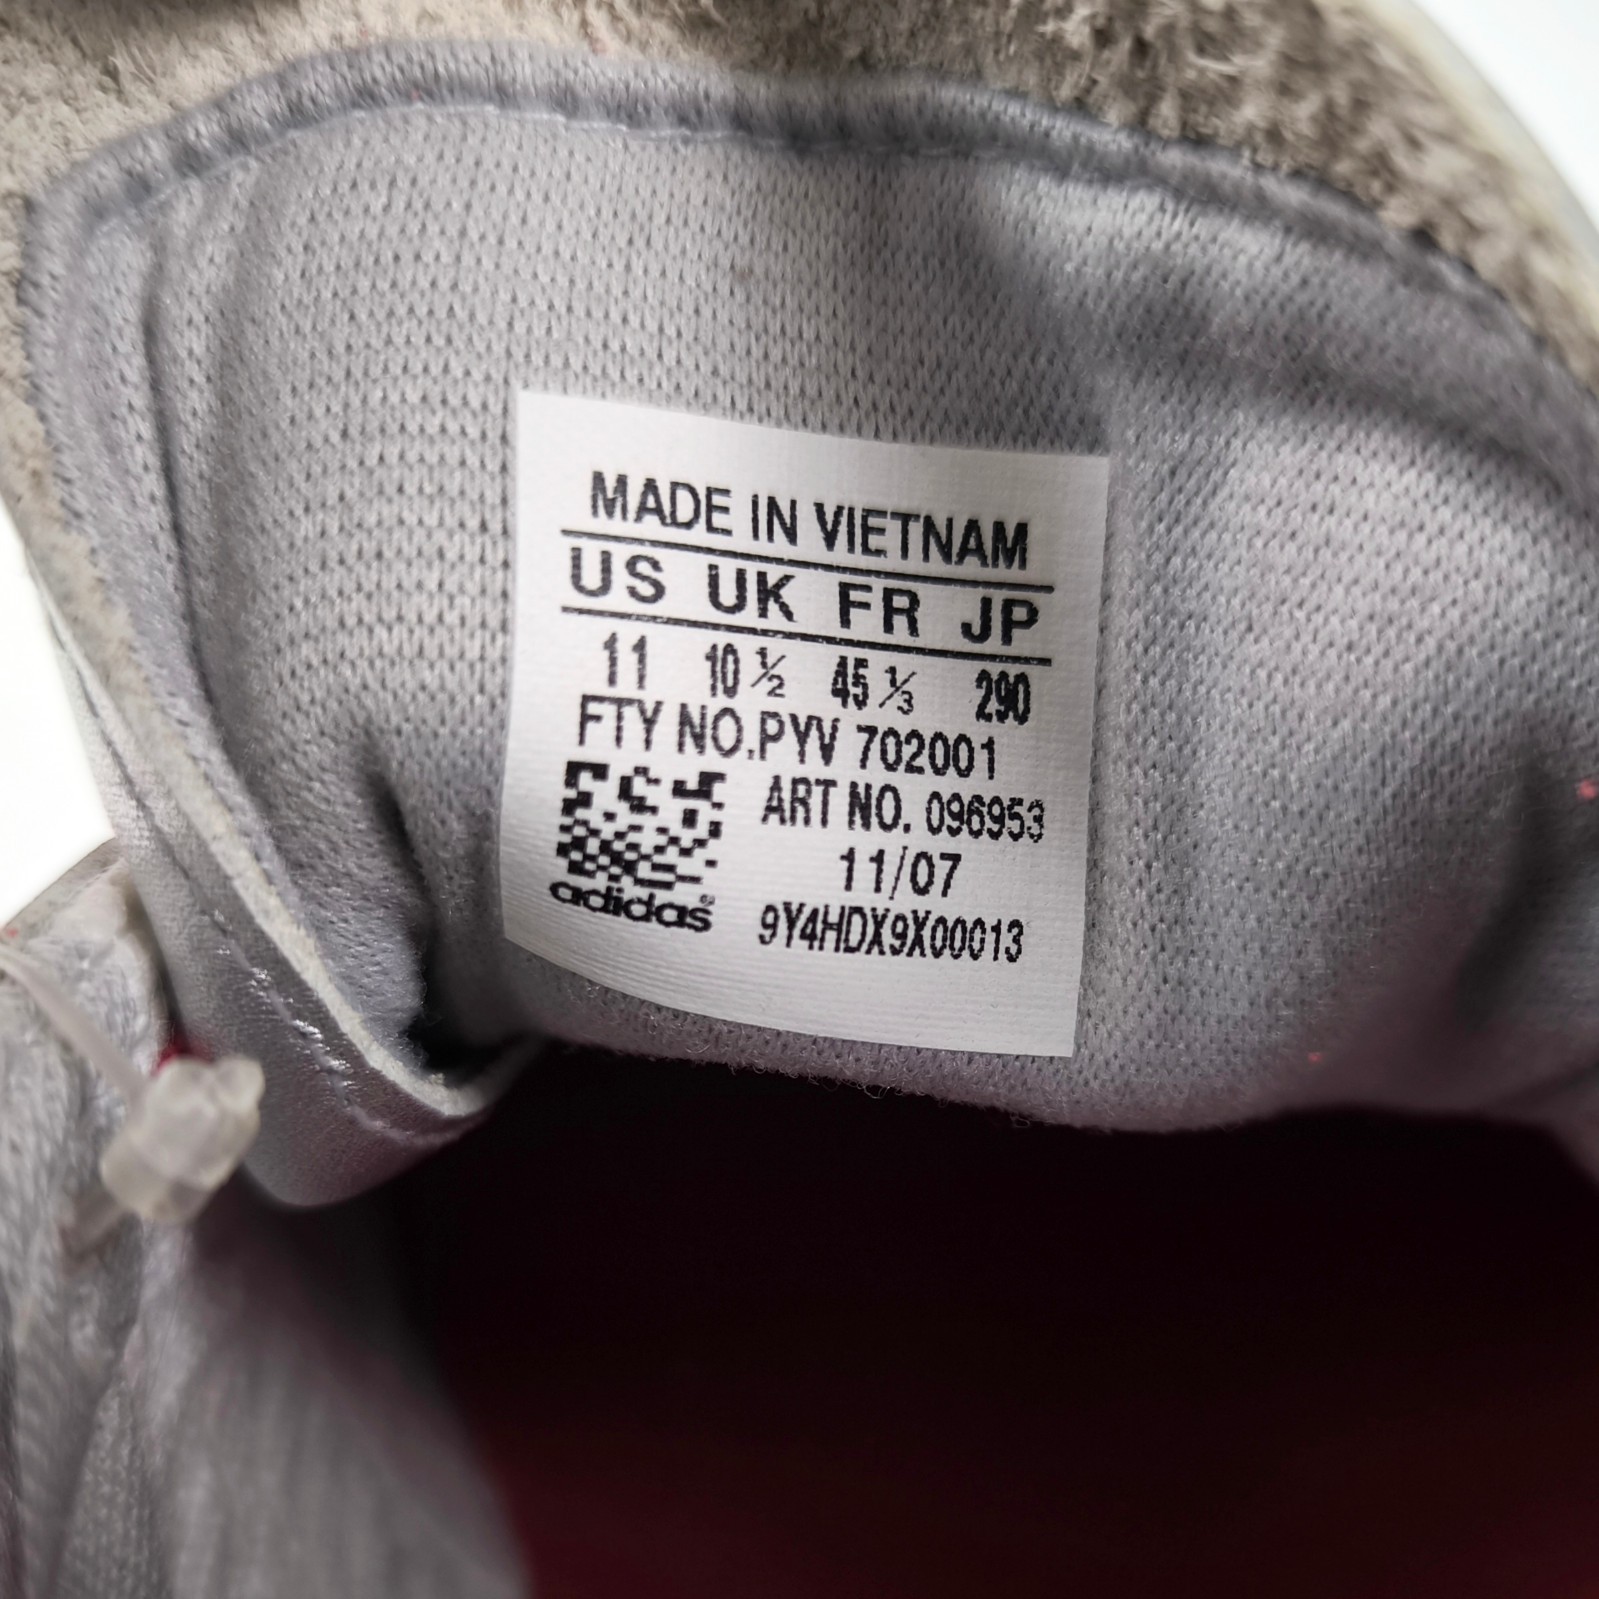 MADE IN VIETNAM
US UK FR JP
11 10 ½ 45 ⅓ 290
FTY NO.PYV 702001
ART NO. 096953
11/07
adidas®
9Y4HDX9X00013